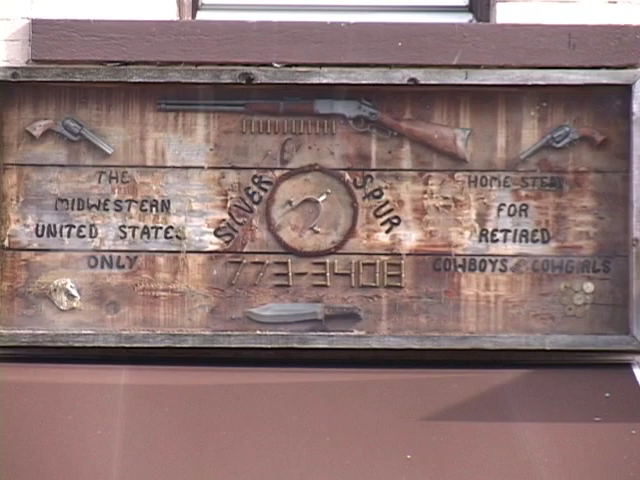 THE
MIDWESTERN
UNITED STATES
ONLY
SILVER SPUR
773-3408
HOME STEAD
FOR
RETIRED
COWBOYS & COWGIRLS